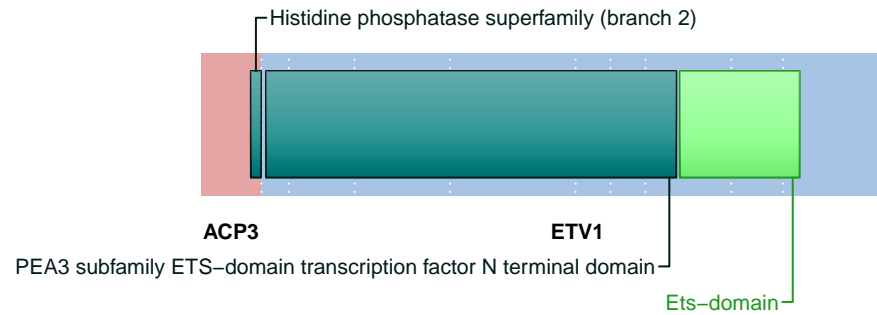 Histidine phosphatase superfamily (branch 2)
ACP3 ETV1
PEA3 subfamily ETS−domain transcription factor N terminal domain
Ets−domain